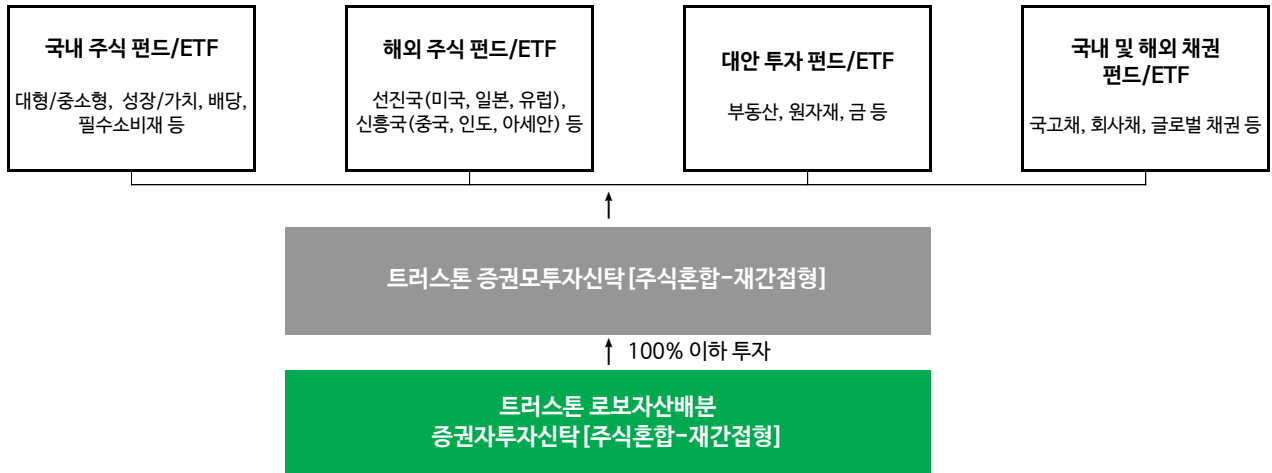 국내 주식 펀드/ETF
대형/중소형, 성장/가치, 배당,
필수소비재 등
해외 주식 펀드/ETF
선진국(미국, 일본, 유럽),
신흥국(중국, 인도, 아세안) 등
대안 투자 펀드/ETF
부동산, 원자재, 금 등
국내 및 해외 채권
펀드/ETF
국고채, 회사채, 글로벌 채권 등
트러스톤 증권모투자신탁[주식혼합-재간접형]
100% 이하 투자
트러스톤 로보자산배분
증권자투자신탁[주식혼합-재간접형]